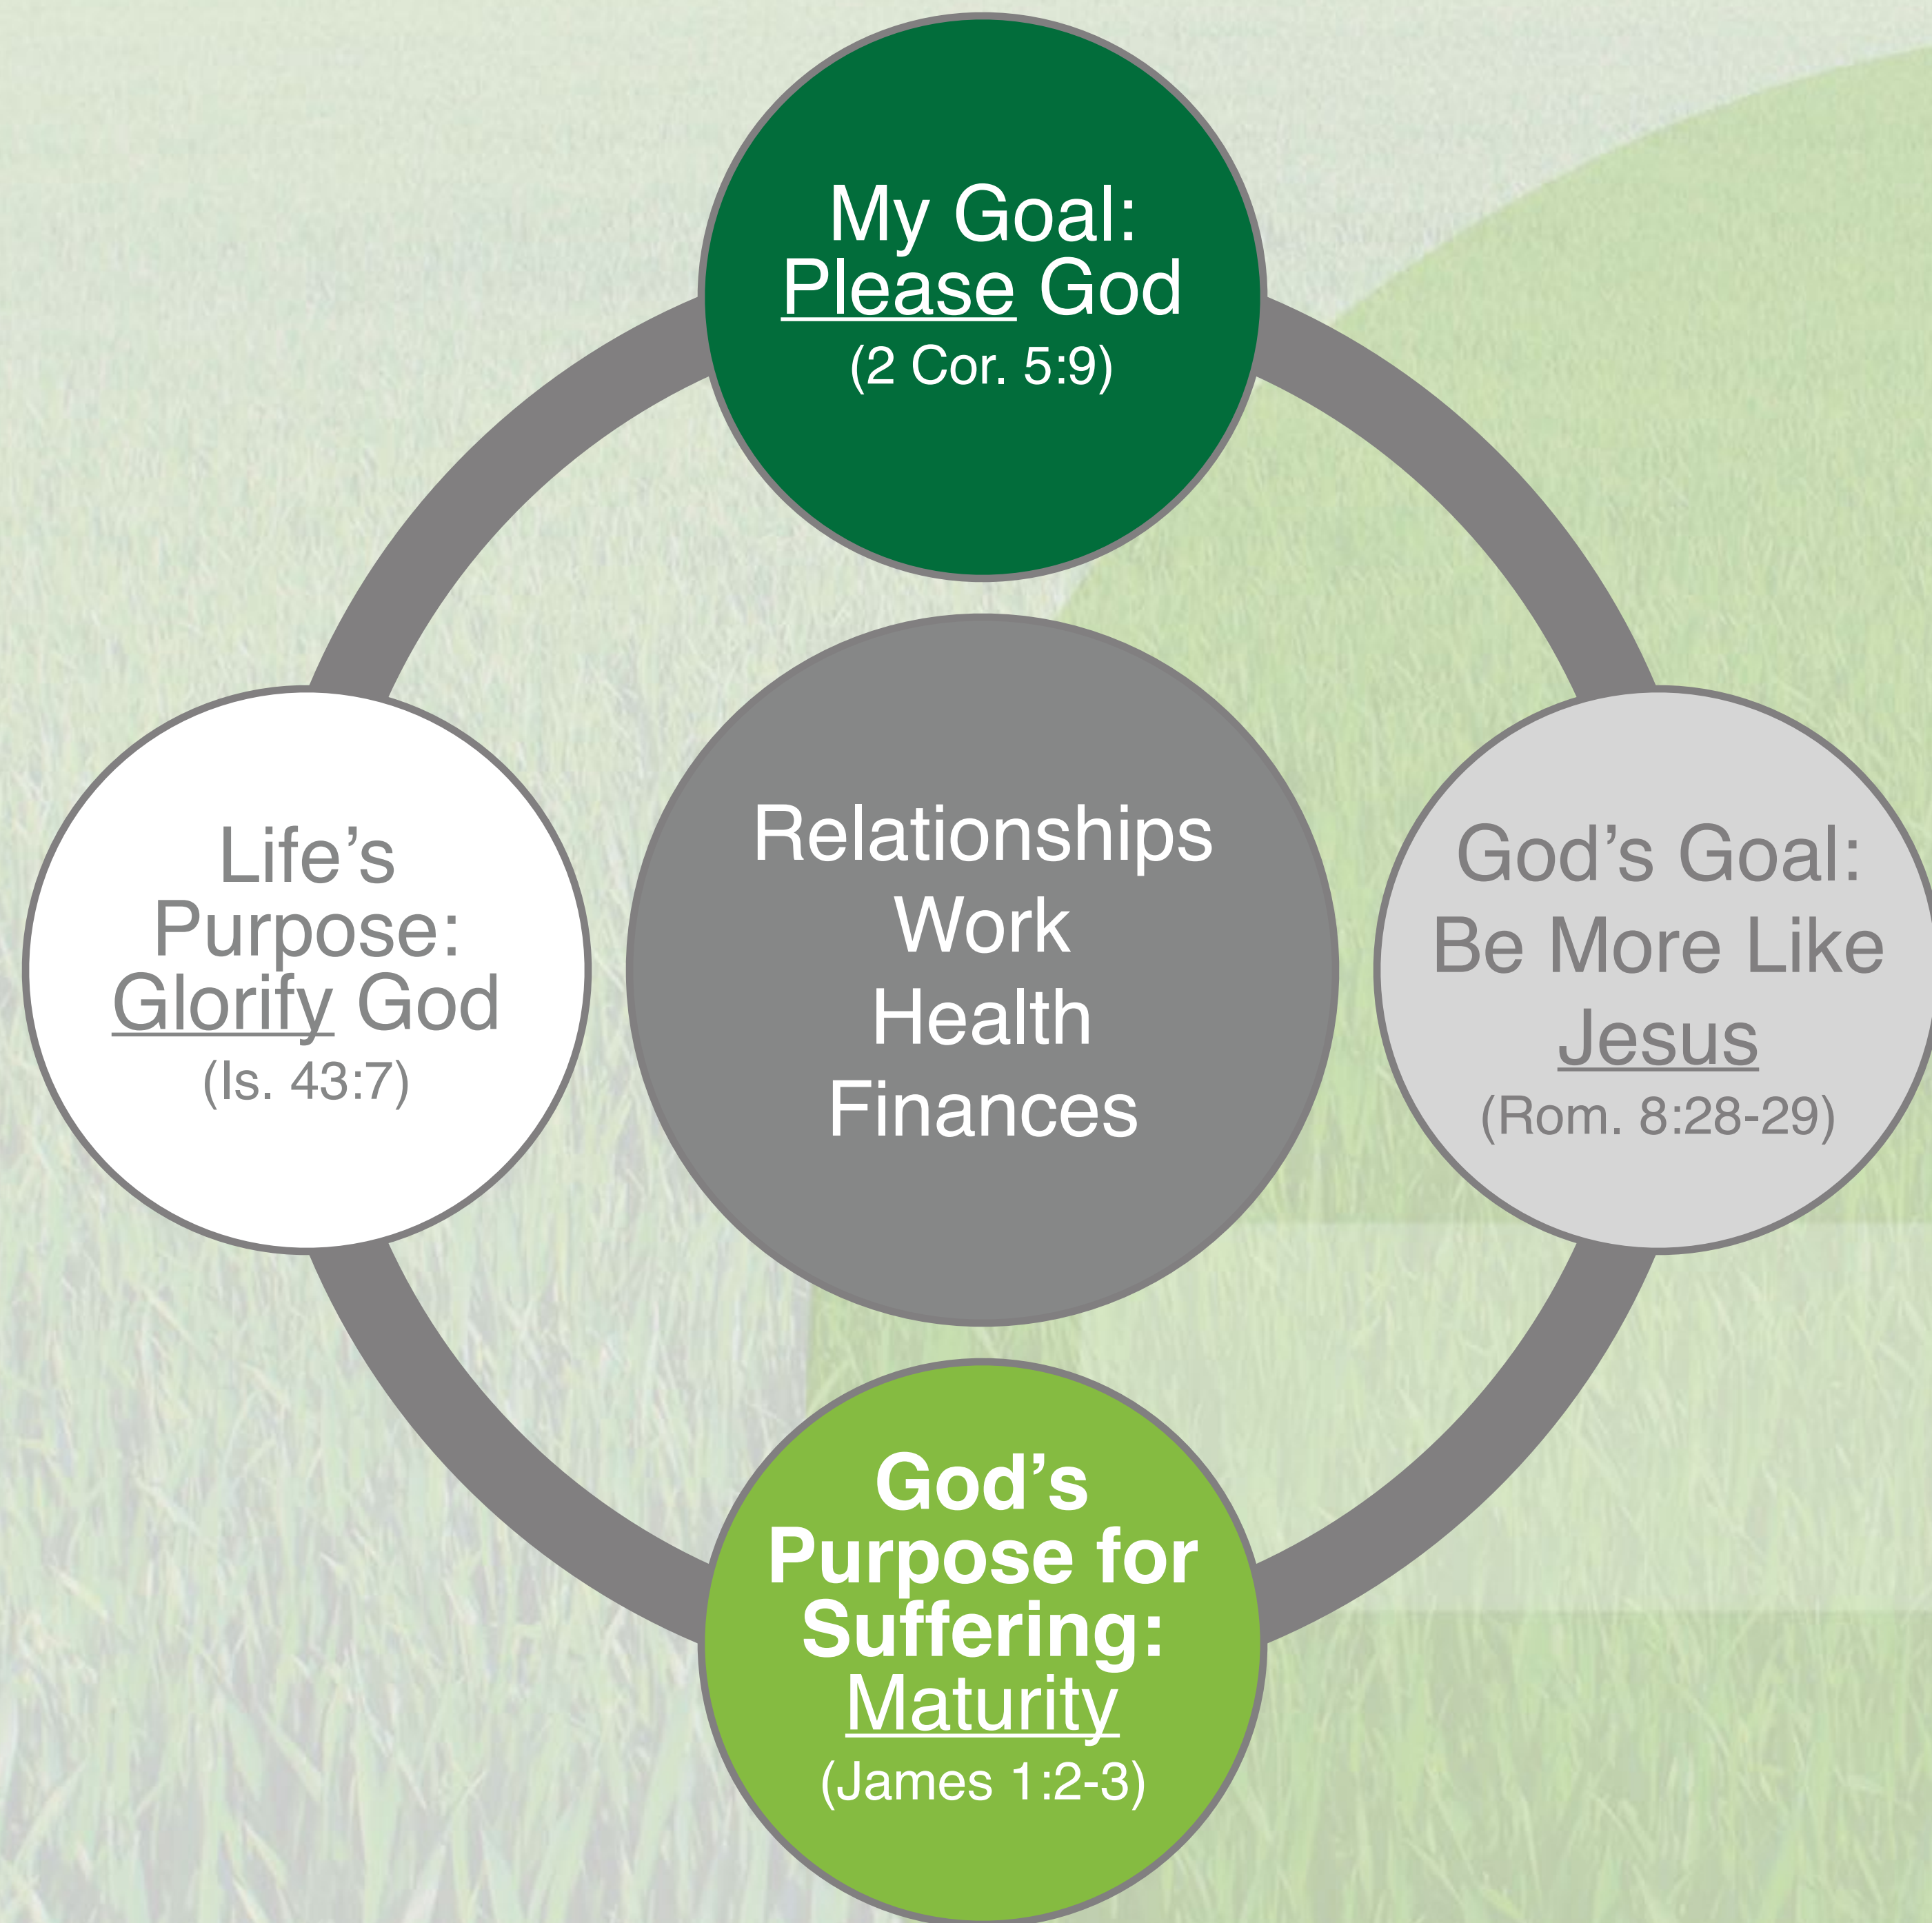 My Goal:
Please God
(2 Cor. 5:9)
Life’s
Purpose:
Glorify God
(Is. 43:7)
Relationships
Work
Health
Finances
God’s Goal:
Be More Like
Jesus
(Rom. 8:28-29)
God’s
Purpose for
Suffering:
Maturity
(James 1:2-3)